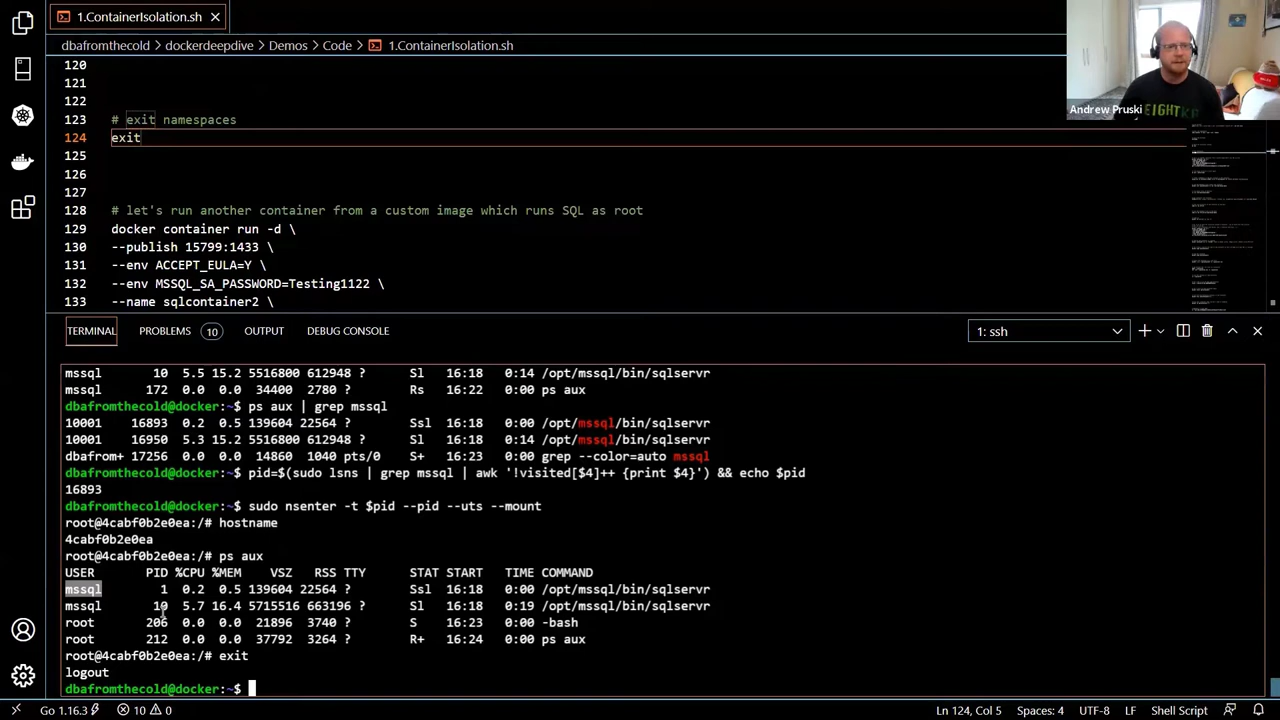 1.ContainerIsolation.sh
dbafromthecold > dockerdeepdive > Demos > Code > 1.ContainerIsolation.sh
120
121
122
123 # exit namespaces
124 exit
125
126
127
128 # let's run another container from a custom image which runs SQL as root
129 docker container run -d \
130 --publish 15799:1433 \
131 --env ACCEPT_EULA=Y \
132 --env MSSQL_SA_PASSWORD=Testing1122 \
133 --name sqlcontainer2 \
Andrew Pruski
EIGHTK
TERMINAL PROBLEMS 10 OUTPUT DEBUG CONSOLE 1: ssh
mssql 10 5.5 15.2 5516800 612948 ? Sl 16:18 0:14 /opt/mssql/bin/sqlservr
mssql 172 0.0 0.0 34400 2780 ? Rs 16:22 0:00 ps aux
dbafromthecold@docker:~$ ps aux | grep mssql
10001 16893 0.2 0.5 139604 22564 ? Ssl 16:18 0:00 /opt/mssql/bin/sqlservr
10001 16950 5.3 15.2 5516800 612948 ? Sl 16:18 0:14 /opt/mssql/bin/sqlservr
dbafrom+ 17256 0.0 0.0 14860 1040 pts/0 S+ 16:23 0:00 grep --color=auto mssql
dbafromthecold@docker:~$ pid=$(sudo lsns | grep mssql | awk '!visited[$4]++ {print $4}') && echo $pid
16893
dbafromthecold@docker:~$ sudo nsenter -t $pid --pid --uts --mount
root@4cabf0b2e0ea:/# hostname
4cabf0b2e0ea
root@4cabf0b2e0ea:/# ps aux
USER PID %CPU %MEM VSZ RSS TTY STAT START TIME COMMAND
mssql 1 0.2 0.5 139604 22564 ? Ssl 16:18 0:00 /opt/mssql/bin/sqlservr
mssql 10 5.7 16.4 5715516 663196 ? Sl 16:18 0:19 /opt/mssql/bin/sqlservr
root 206 0.0 0.0 21896 3740 ? S 16:23 0:00 -bash
root 212 0.0 0.0 37792 3264 ? R+ 16:24 0:00 ps aux
root@4cabf0b2e0ea:/# exit
logout
dbafromthecold@docker:~$
Go 1.16.3 10 0 Ln 124, Col 5 Spaces: 4 UTF-8 LF Shell Script